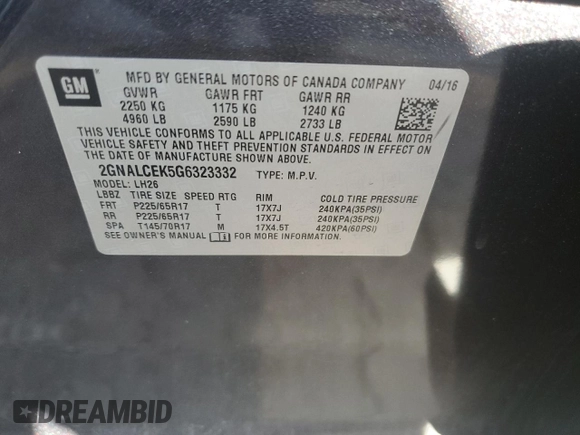 GM
MFD BY GENERAL MOTORS OF CANADA COMPANY 04/16
GVWR GAWR FRT GAWR RR
2250 KG 1175 KG 1240 KG
4960 LB 2590 LB 2733 LB
THIS VEHICLE CONFORMS TO ALL APPLICABLE U.S. FEDERAL MOTOR
VEHICLE SAFETY AND THEFT PREVENTION STANDARDS IN EFFECT ON
THE DATE OF MANUFACTURE SHOWN ABOVE.
2GNALCEK5G6323332 TYPE: M.P.V.
MODEL: LH26
LBBZ TIRE SIZE SPEED RTG RIM COLD TIRE PRESSURE
FRT P225/65R17 T 17X7J 240KPA(35PSI)
RR P225/65R17 T 17X7J 240KPA(35PSI)
SPA T145/70R17 M 17X4.5T 420KPA(60PSI)
SEE OWNER'S MANUAL FOR MORE INFORMATION.
DREAMBID